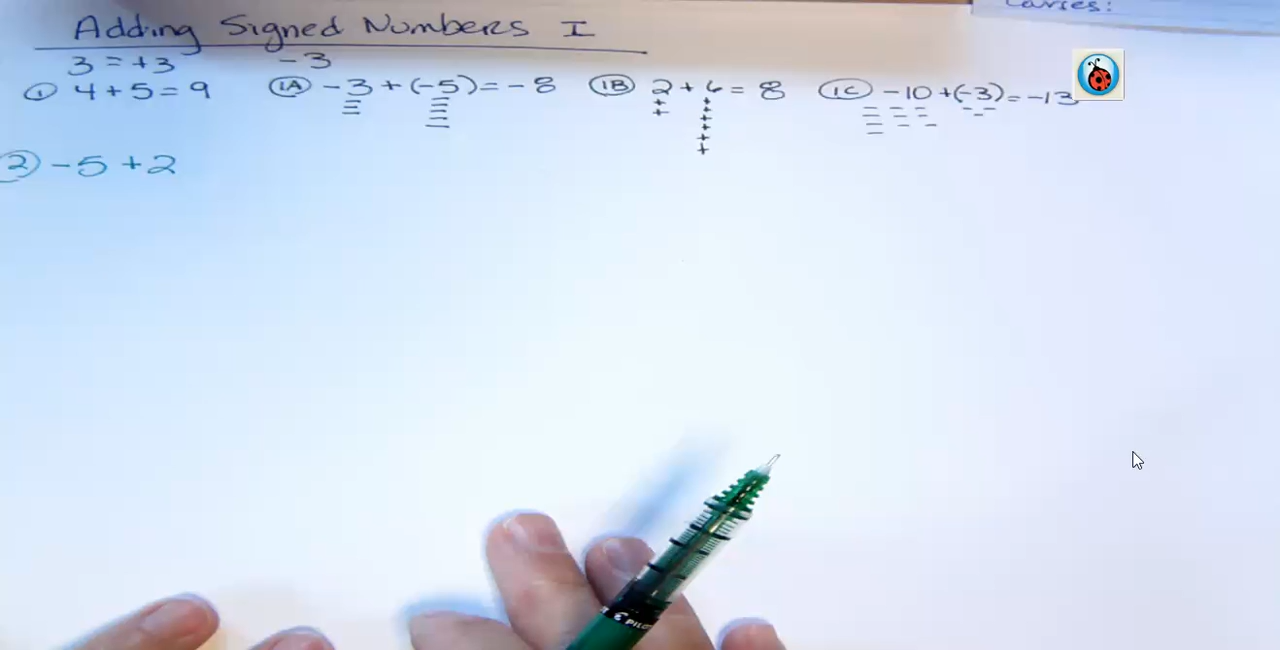 Adding Signed Numbers I
3 = +3 -3
① 4 + 5 = 9 1A -3 + (-5) = -8 1B 2 + 6 = 8 1C -10 + (-3) = -13
② -5 + 2
PILOT